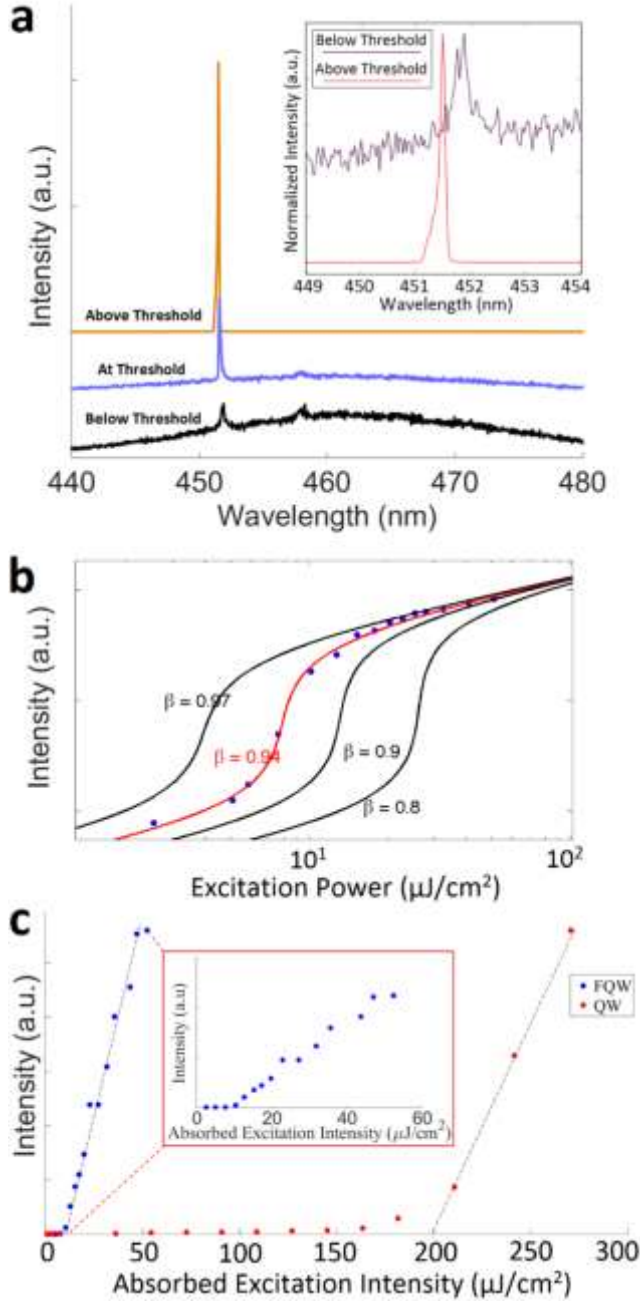 a
Below Threshold
Above Threshold
Normalized Intensity (a.u.)
449 450 451 452 453 454
Wavelength (nm)
Intensity (a.u.)
Above Threshold
At Threshold
Below Threshold
440 450 460 470 480
Wavelength (nm)
b
Intensity (a.u.)
β = 0.97
β = 0.94
β = 0.9
β = 0.8
10¹ 10²
Excitation Power (μJ/cm²)
c
Intensity (a.u.)
Intensity (a.u)
0 20 40 60
Absorbed Excitation Intensity (μJ/cm²)
FQW
QW
0 50 100 150 200 250 300
Absorbed Excitation Intensity (μJ/cm²)